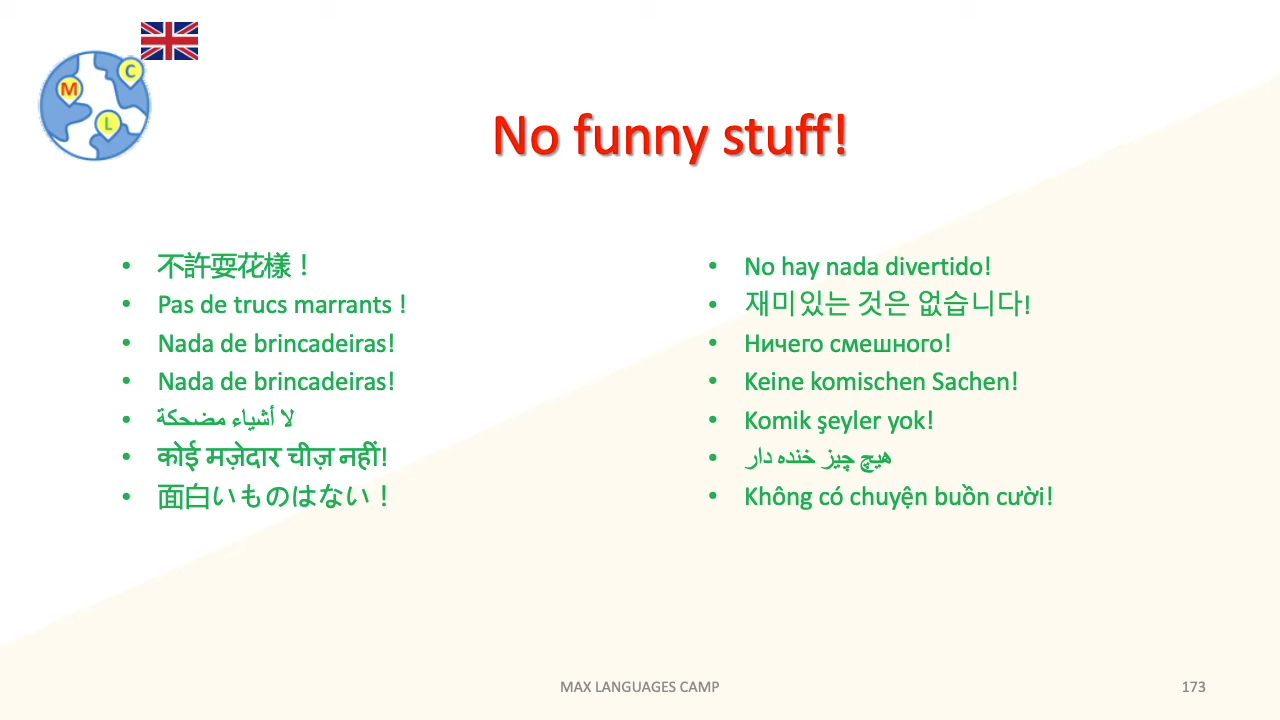 C
M
L
No funny stuff!
• 不許耍花樣！
• Pas de trucs marrants !
• Nada de brincadeiras!
• Nada de brincadeiras!
• لا أشياء مضحكة
• कोई मज़ेदार चीज़ नहीं!
• 面白いものはない！
• No hay nada divertido!
• 재미있는 것은 없습니다!
• Ничего смешного!
• Keine komischen Sachen!
• Komik şeyler yok!
• هیچ چیز خنده دار
• Không có chuyện buồn cười!
MAX LANGUAGES CAMP
173